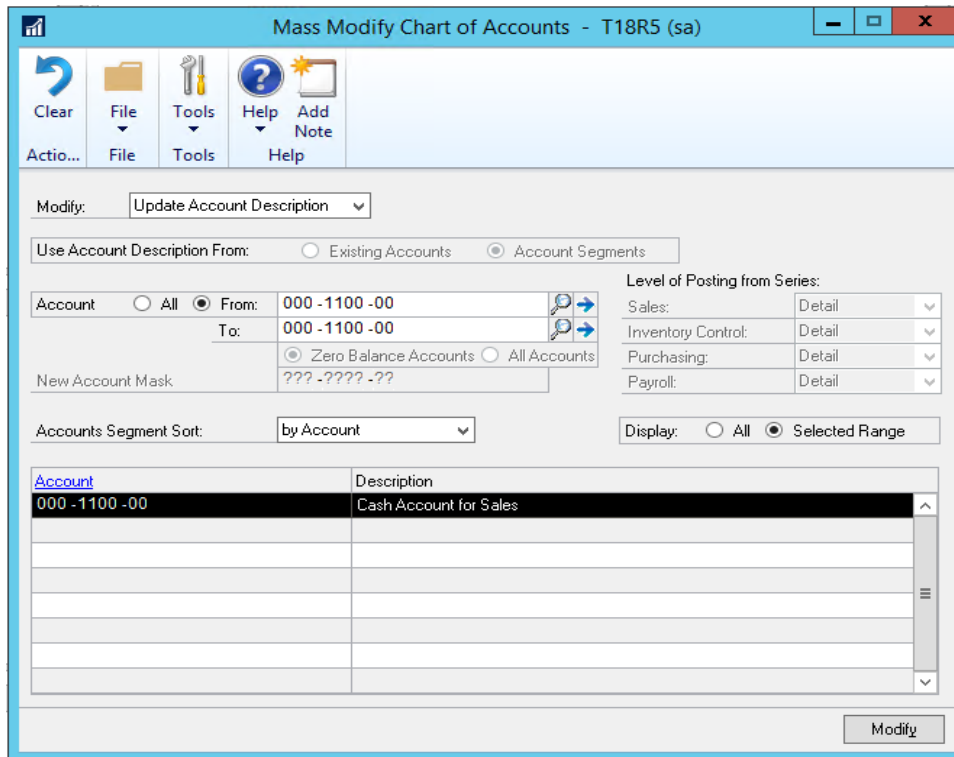 Mass Modify Chart of Accounts - T18R5 (sa)
Clear
File
Tools
Help
Add Note
Actio...
File
Tools
Help
Modify: Update Account Description
Use Account Description From: Existing Accounts Account Segments
Account All From: 000 -1100 -00
To: 000 -1100 -00
Zero Balance Accounts All Accounts
New Account Mask ??? -???? -??
Level of Posting from Series:
Sales: Detail
Inventory Control: Detail
Purchasing: Detail
Payroll: Detail
Accounts Segment Sort: by Account
Display: All Selected Range
Account Description
000 -1100 -00 Cash Account for Sales
Modify